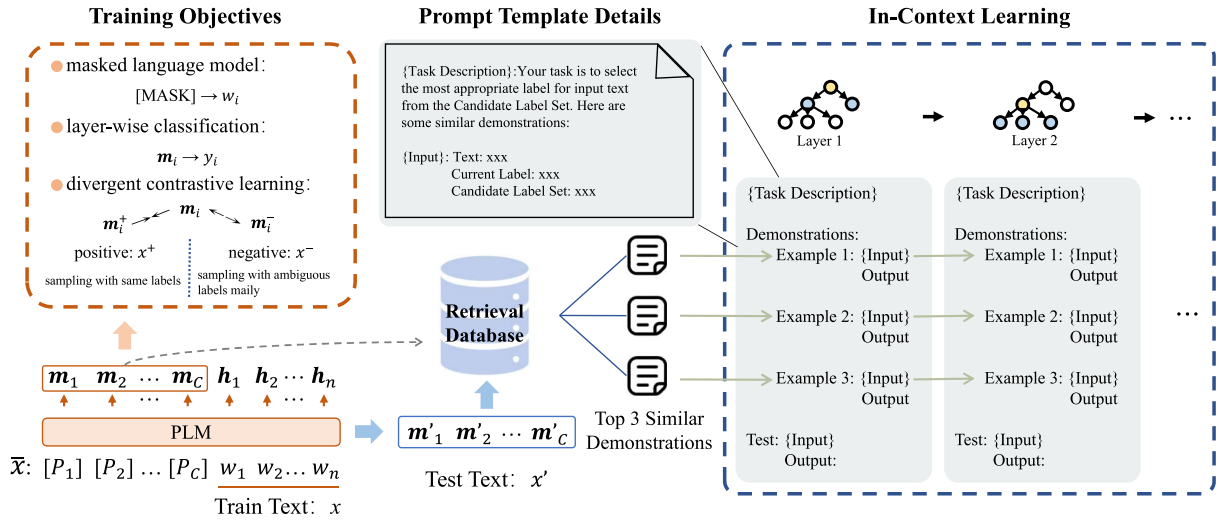 Training Objectives
masked language model:
[MASK] → w_i
layer-wise classification:
m_i → y_i
divergent contrastive learning:
m_i
m_i^+
m_i^-
positive: x^+
negative: x^-
sampling with same labels
sampling with ambiguous
labels maily
m_1 m_2 ⋯ m_C h_1 h_2 ⋯ h_n
⋯ ⋯
PLM
x̄: [P_1] [P_2] … [P_C] w_1 w_2 … w_n
Train Text: x
Prompt Template Details
{Task Description}:Your task is to select
the most appropriate label for input text
from the Candidate Label Set. Here are
some similar demonstrations:
{Input}: Text: xxx
Current Label: xxx
Candidate Label Set: xxx
Retrieval
Database
m'_1 m'_2 ⋯ m'_C
Test Text: x'
Top 3 Similar
Demonstrations
In-Context Learning
Layer 1
Layer 2
⋯
{Task Description}
Demonstrations:
Example 1: {Input}
Output
Example 2: {Input}
Output
Example 3: {Input}
Output
Test: {Input}
Output:
{Task Description}
Demonstrations:
Example 1: {Input}
Output
Example 2: {Input}
Output
Example 3: {Input}
Output
Test: {Input}
Output:
⋯